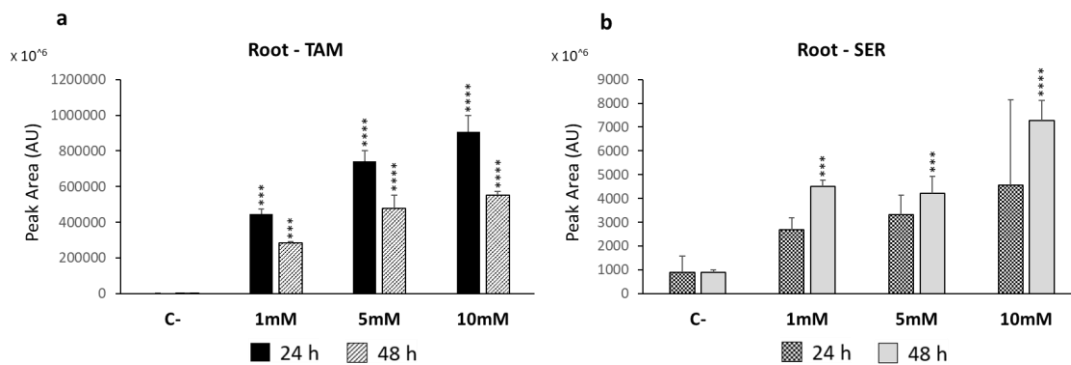 a
Root - TAM
x 10^6
1200000
1000000
800000
600000
400000
200000
0
Peak Area (AU)
***
***
****
****
****
****
C-
1mM
5mM
10mM
24 h
48 h
b
Root - SER
x 10^6
9000
8000
7000
6000
5000
4000
3000
2000
1000
0
Peak Area (AU)
***
***
****
C-
1mM
5mM
10mM
24 h
48 h